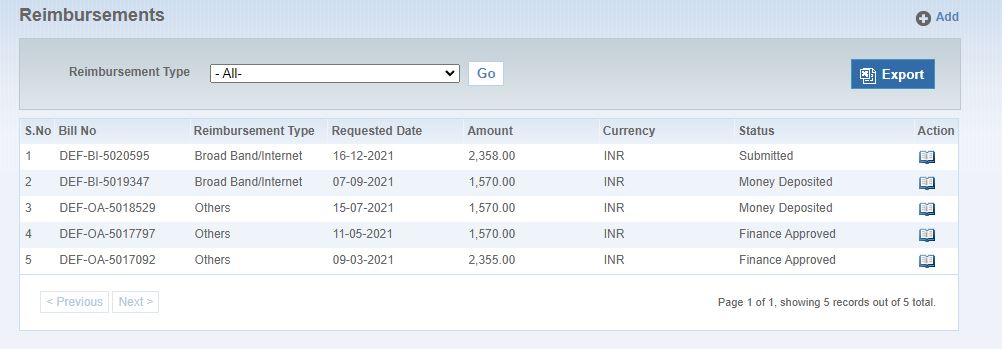 Reimbursements
Add
Reimbursement Type - All- Go Export
S.No Bill No Reimbursement Type Requested Date Amount Currency Status Action
1 DEF-BI-5020595 Broad Band/Internet 16-12-2021 2,358.00 INR Submitted
2 DEF-BI-5019347 Broad Band/Internet 07-09-2021 1,570.00 INR Money Deposited
3 DEF-OA-5018529 Others 15-07-2021 1,570.00 INR Money Deposited
4 DEF-OA-5017797 Others 11-05-2021 1,570.00 INR Finance Approved
5 DEF-OA-5017092 Others 09-03-2021 2,355.00 INR Finance Approved
< Previous Next > Page 1 of 1, showing 5 records out of 5 total.